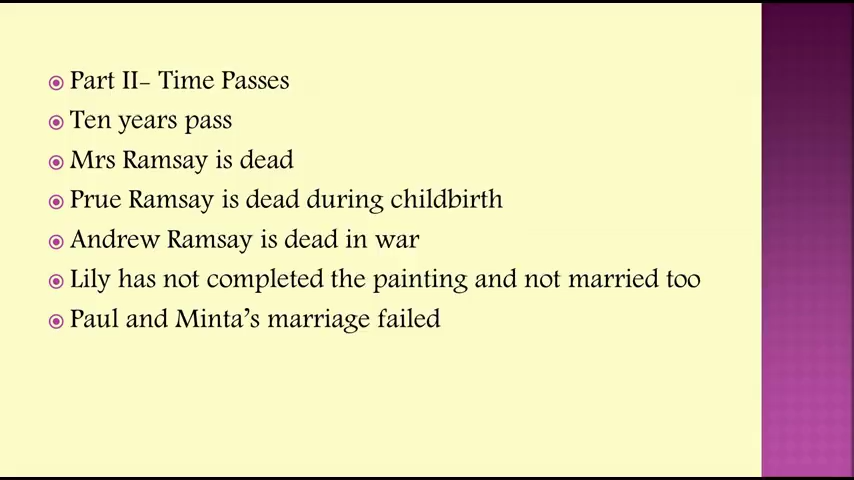 Part II- Time Passes
Ten years pass
Mrs Ramsay is dead
Prue Ramsay is dead during childbirth
Andrew Ramsay is dead in war
Lily has not completed the painting and not married too
Paul and Minta's marriage failed